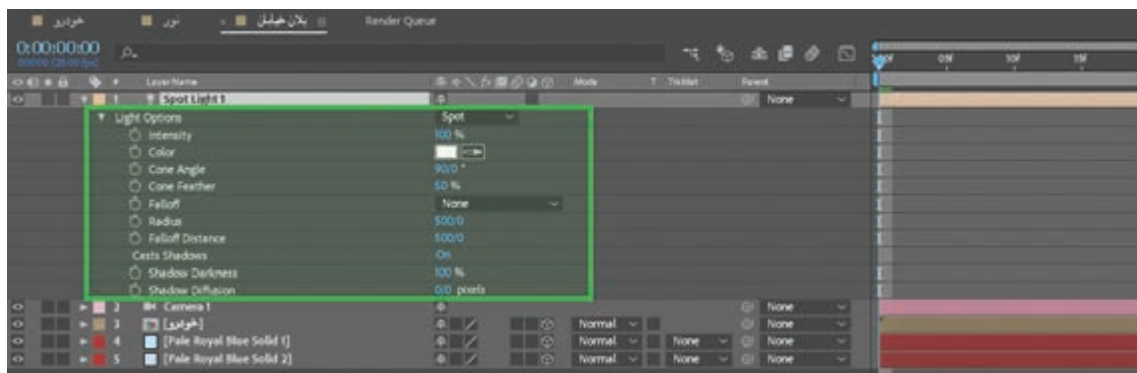 خودرو نور پلان خیابان Render Queue
0:00:00:00
00000 (25.00 fps) 00f 05f 10f 15f
# Layer Name Mode T TrkMat Parent
1 Spot Light 1 None
Light Options Spot
Intensity 100 %
Color
Cone Angle 90/0 °
Cone Feather 50 %
Falloff None
Radius 500/0
Falloff Distance 500/0
Casts Shadows On
Shadow Darkness 100 %
Shadow Diffusion 0/0 pixels
2 Camera 1 None
3 [خودرو] Normal None
4 [Pale Royal Blue Solid 1] Normal None None
5 [Pale Royal Blue Solid 2] Normal None None